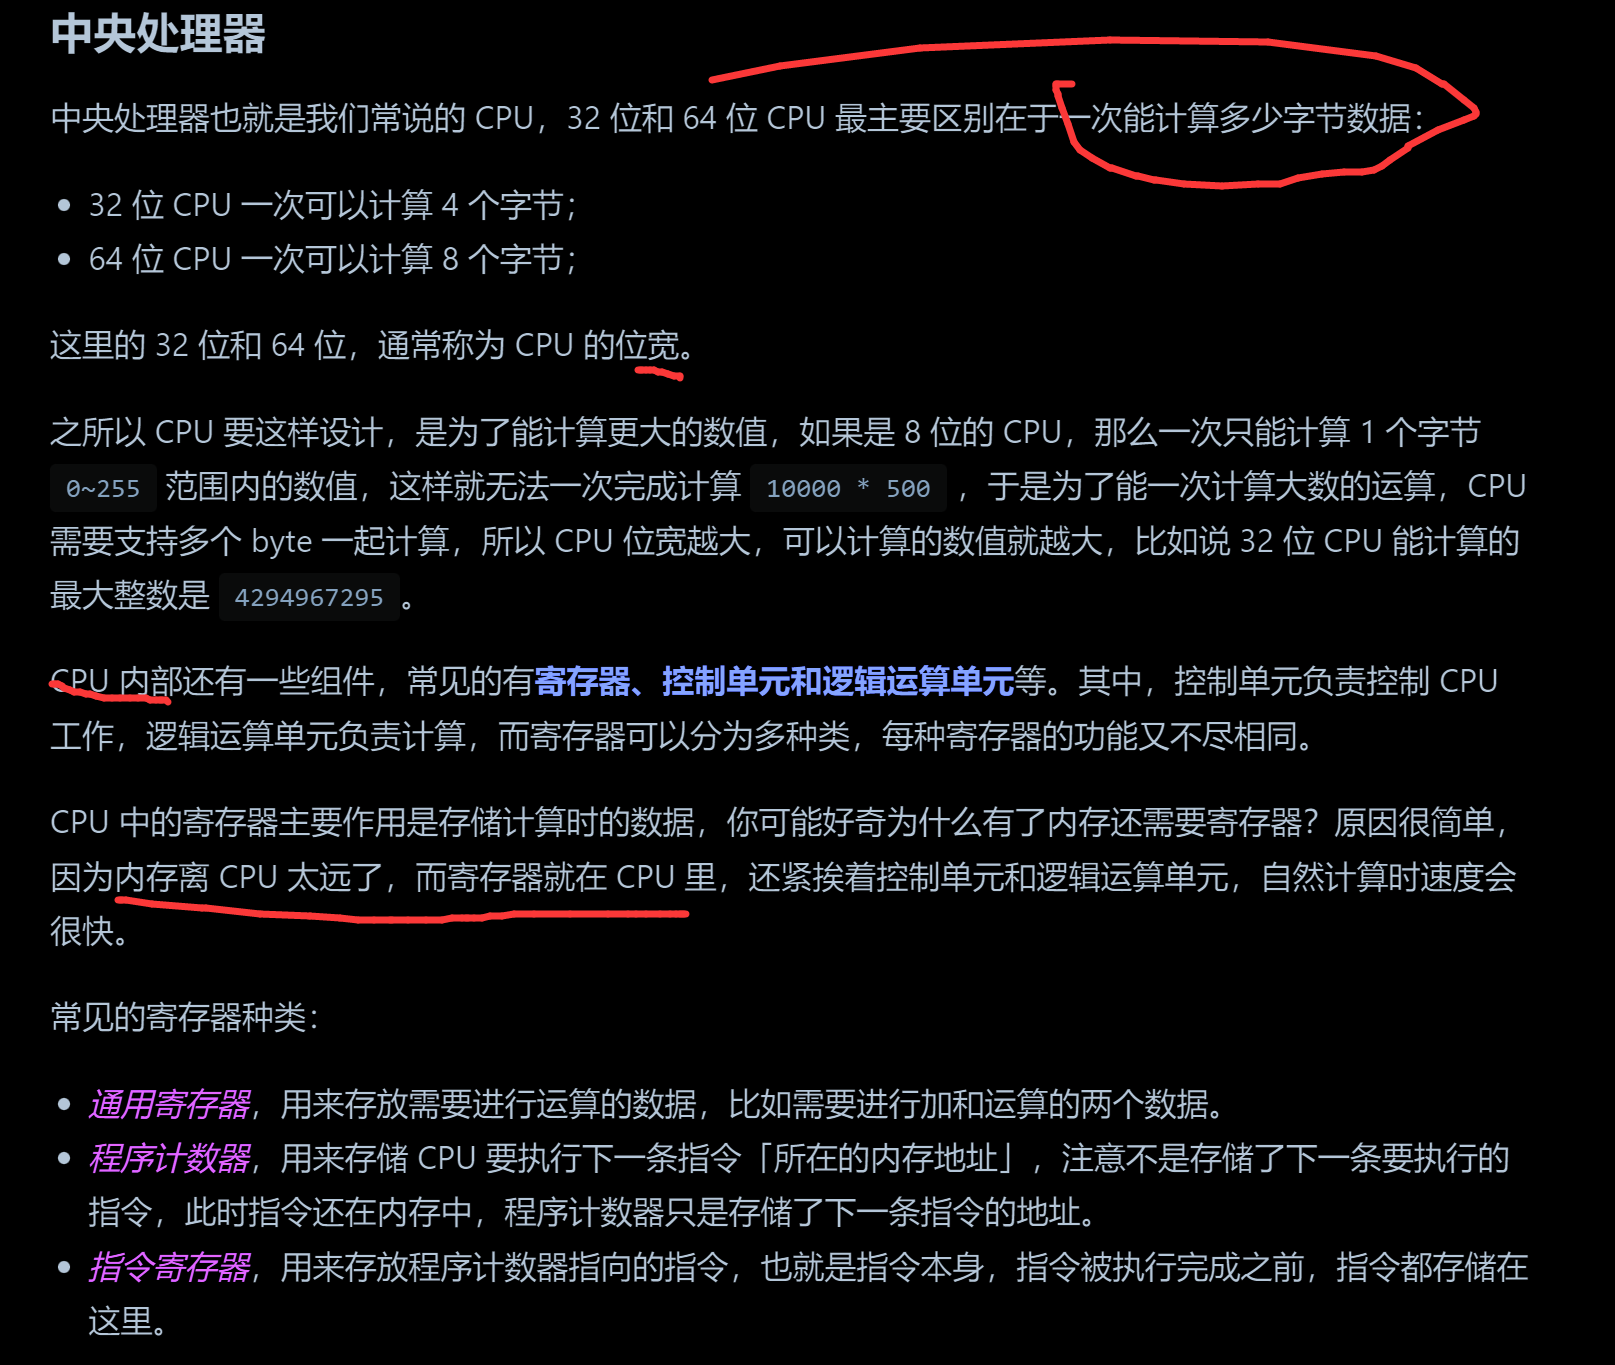 中央处理器
中央处理器也就是我们常说的 CPU，32 位和 64 位 CPU 最主要区别在于一次能计算多少字节数据：
32 位 CPU 一次可以计算 4 个字节；
64 位 CPU 一次可以计算 8 个字节；
这里的 32 位和 64 位，通常称为 CPU 的位宽。
之所以 CPU 要这样设计，是为了能计算更大的数值，如果是 8 位的 CPU，那么一次只能计算 1 个字节
0~255 范围内的数值，这样就无法一次完成计算 10000 * 500 ，于是为了能一次计算大数的运算，CPU
需要支持多个 byte 一起计算，所以 CPU 位宽越大，可以计算的数值就越大，比如说 32 位 CPU 能计算的
最大整数是 4294967295 。
CPU 内部还有一些组件，常见的有寄存器、控制单元和逻辑运算单元等。其中，控制单元负责控制 CPU
工作，逻辑运算单元负责计算，而寄存器可以分为多种类，每种寄存器的功能又不尽相同。
CPU 中的寄存器主要作用是存储计算时的数据，你可能好奇为什么有了内存还需要寄存器？原因很简单，
因为内存离 CPU 太远了，而寄存器就在 CPU 里，还紧挨着控制单元和逻辑运算单元，自然计算时速度会
很快。
常见的寄存器种类：
通用寄存器，用来存放需要进行运算的数据，比如需要进行加和运算的两个数据。
程序计数器，用来存储 CPU 要执行下一条指令「所在的内存地址」，注意不是存储了下一条要执行的
指令，此时指令还在内存中，程序计数器只是存储了下一条指令的地址。
指令寄存器，用来存放程序计数器指向的指令，也就是指令本身，指令被执行完成之前，指令都存储在
这里。